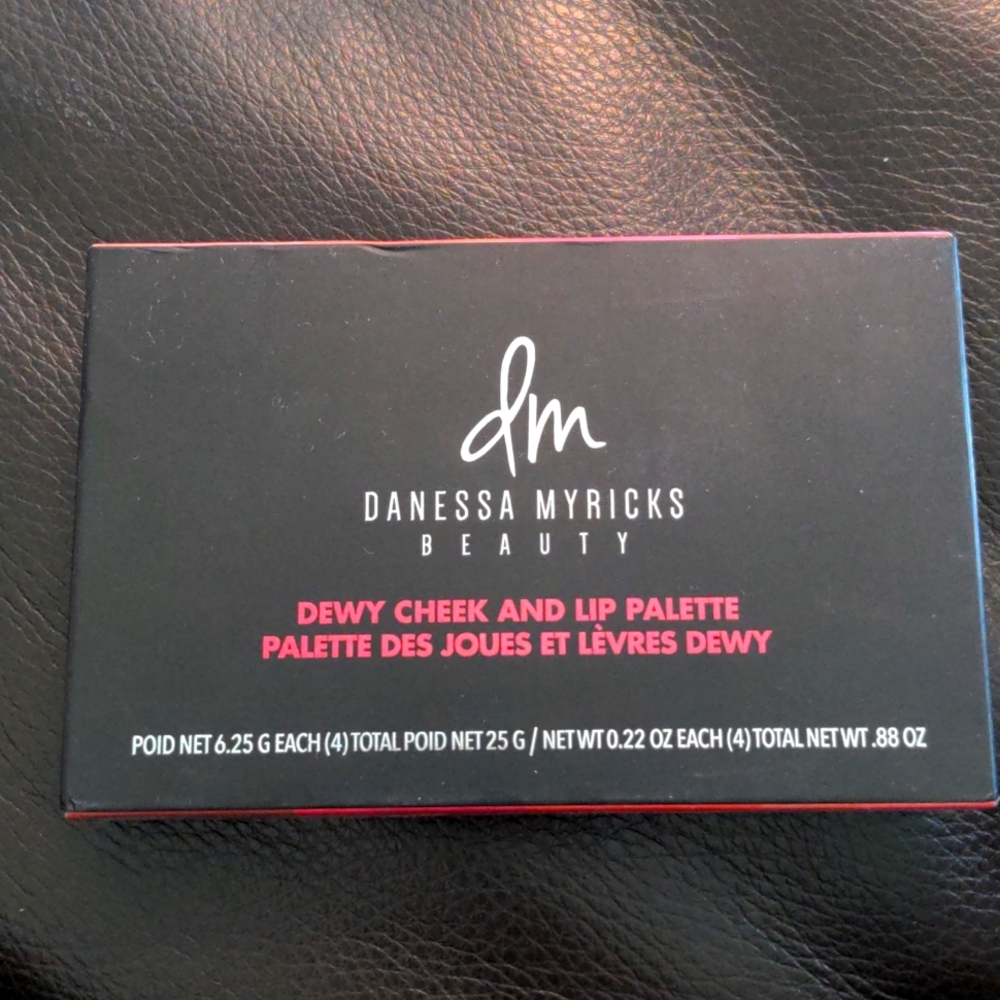 dm
DANESSA MYRICKS
BEAUTY
DEWY CHEEK AND LIP PALETTE
PALETTE DES JOUES ET LÈVRES DEWY
POID NET 6.25 G EACH (4) TOTAL POID NET 25 G / NET WT 0.22 OZ EACH (4) TOTAL NET WT .88 OZ